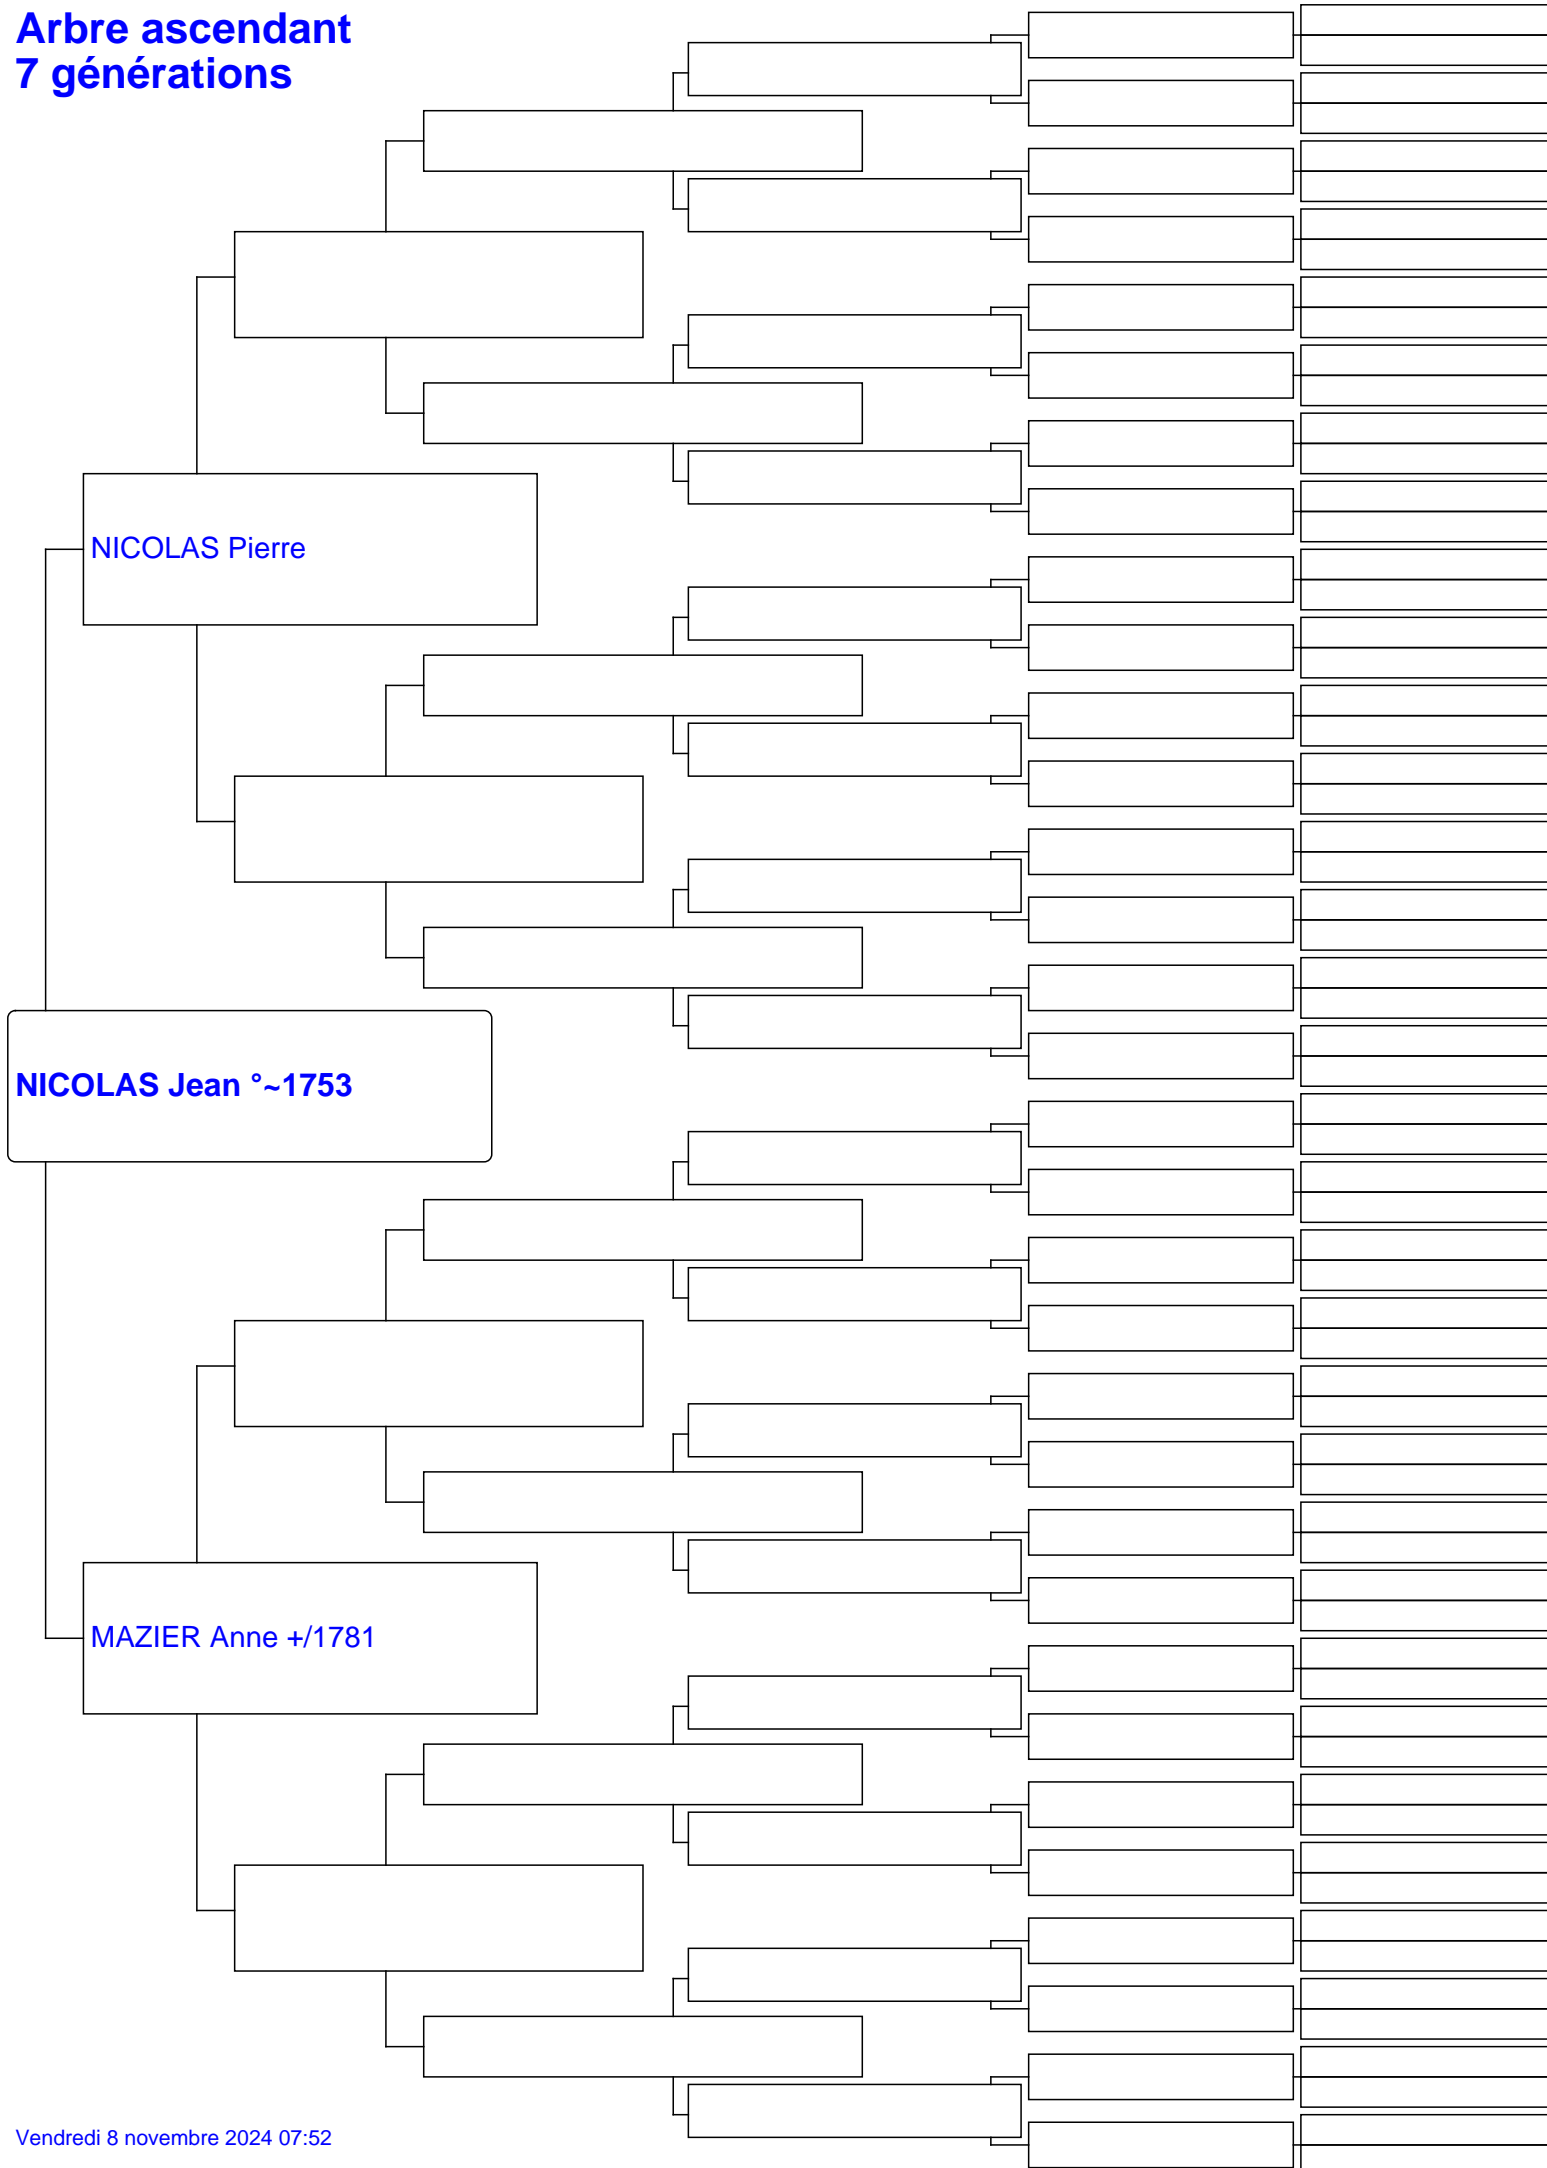 Arbre ascendant
7 générations
NICOLAS Pierre
NICOLAS Jean °~1753
MAZIER Anne +/1781
Vendredi 8 novembre 2024 07:52